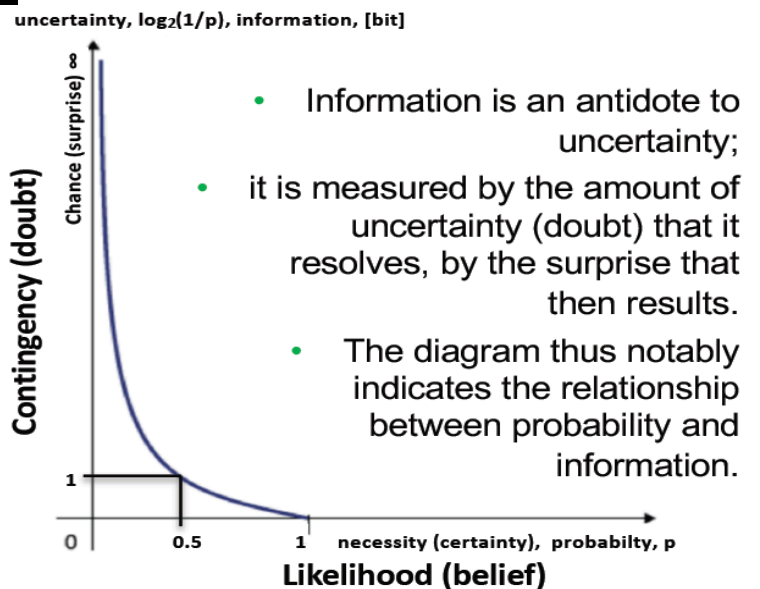 uncertainty, log2(1/p), information, [bit]
Contingency (doubt)
Chance (surprise) ∞
• Information is an antidote to
uncertainty;
• it is measured by the amount of
uncertainty (doubt) that it
resolves, by the surprise that
then results.
• The diagram thus notably
indicates the relationship
between probability and
information.
1
0
0.5
1
necessity (certainty), probabilty, p
Likelihood (belief)